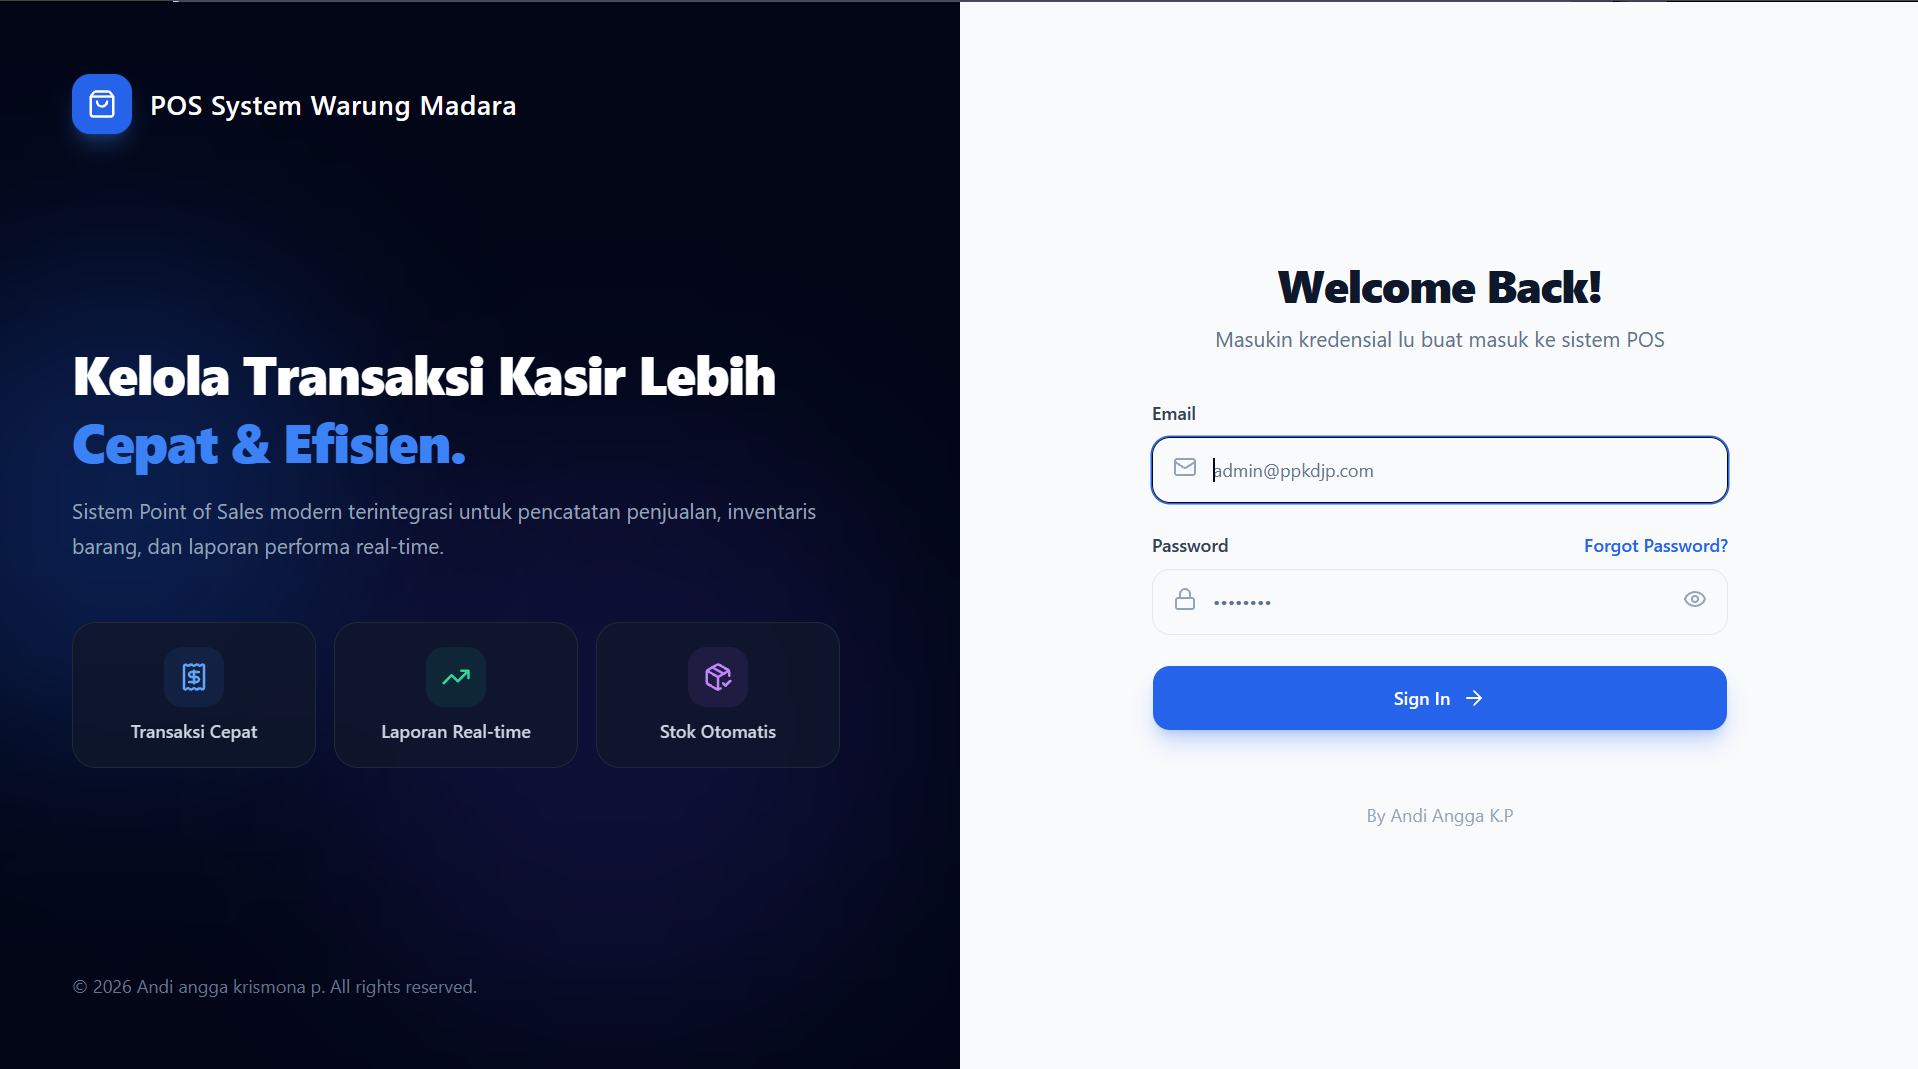 POS System Warung Madara
Kelola Transaksi Kasir Lebih
Cepat & Efisien.
Sistem Point of Sales modern terintegrasi untuk pencatatan penjualan, inventaris
barang, dan laporan performa real-time.
Transaksi Cepat
Laporan Real-time
Stok Otomatis
© 2026 Andi angga krismona p. All rights reserved.
Welcome Back!
Masukin kredensial lu buat masuk ke sistem POS
Email
admin@ppkdjp.com
Password
Forgot Password?
••••••••
Sign In
By Andi Angga K.P